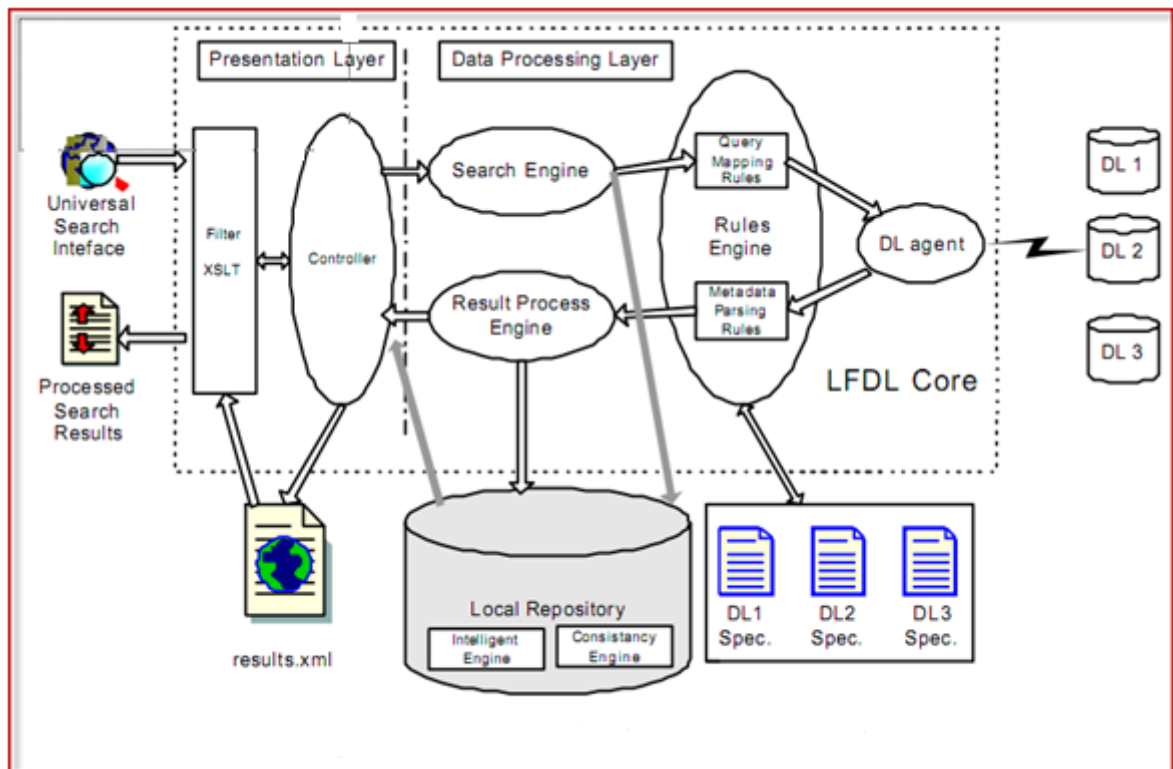 Presentation Layer
Data Processing Layer
Universal
Search
Inteface
Filter
XSLT
Controller
Search Engine
Query
Mapping
Rules
Rules
Engine
DL agent
DL 1
DL 2
DL 3
Result Process
Engine
Metadata
Parsing
Rules
LFDL Core
Processed
Search
Results
results.xml
Local Repository
Intelligent
Engine
Consistancy
Engine
DL1
Spec.
DL2
Spec.
DL3
Spec.